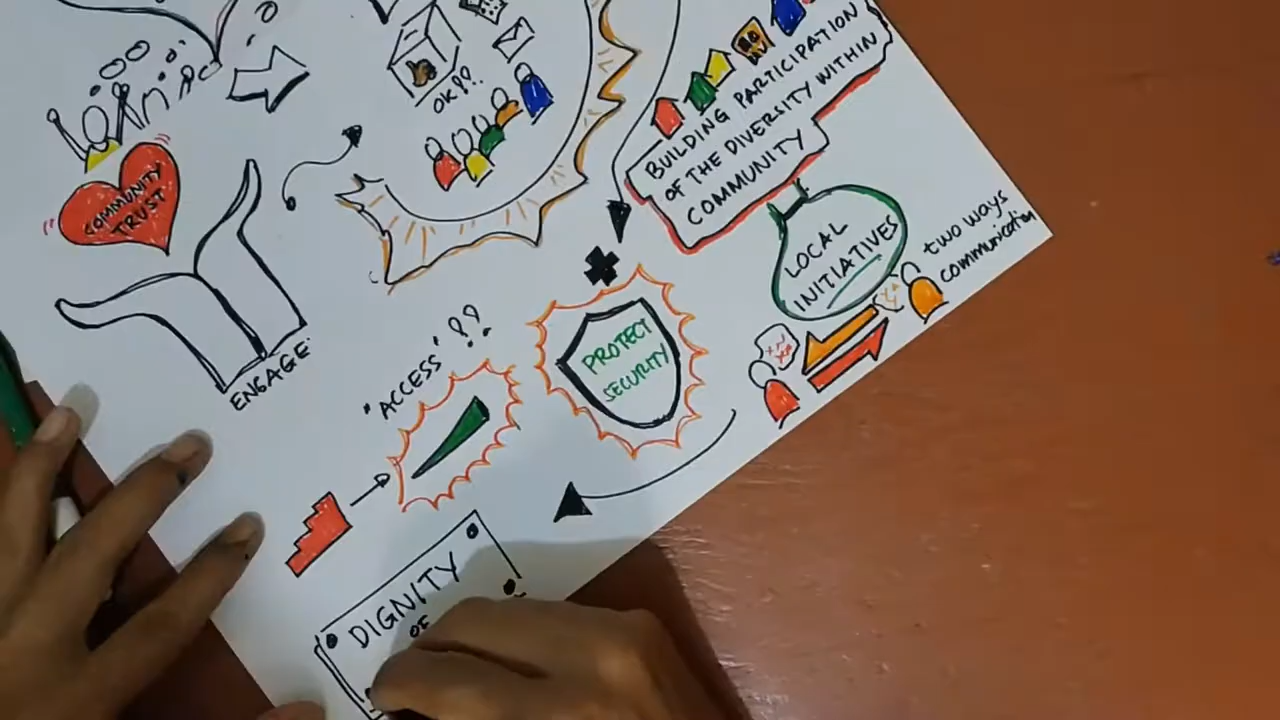 OK??
BUILDING PARTICIPATION
OF THE DIVERSITY WITHIN
COMMUNITY
COMMUNITY
TRUST
LOCAL
INITIATIVES
two ways
communication
PROTECT
SECURITY
ENGAGE
"ACCESS" ??
DIGNITY
OF